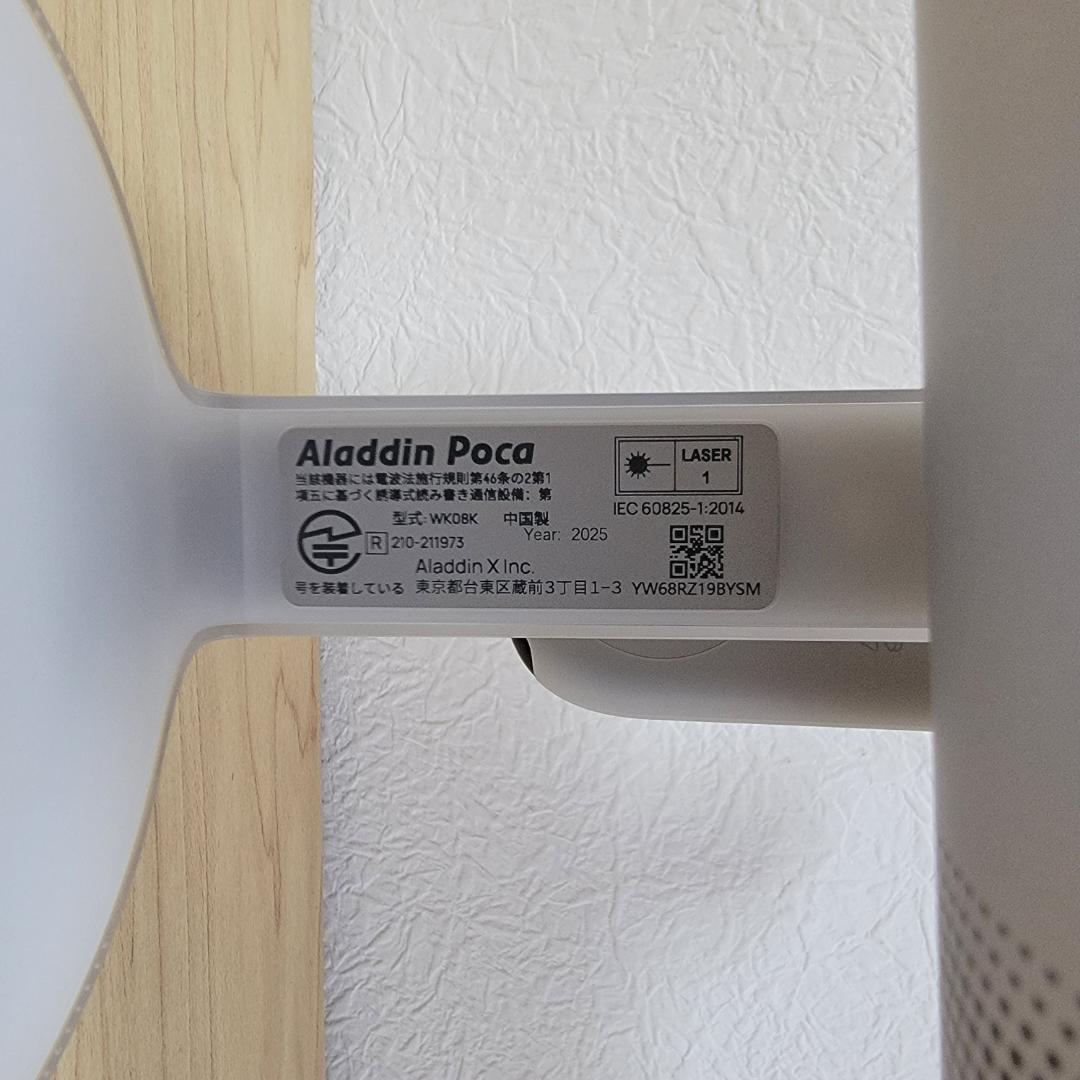 Aladdin Poca
当該機器には電波法施行規則第46条の2第1
項五に基づく誘導式読み書き通信設備：第
型式: WK08K 中国製
Year: 2025
R 210-211973
Aladdin X Inc.
号を装着している 東京都台東区蔵前3丁目1-3
LASER
1
IEC 60825-1:2014
YW68RZ19BYSM